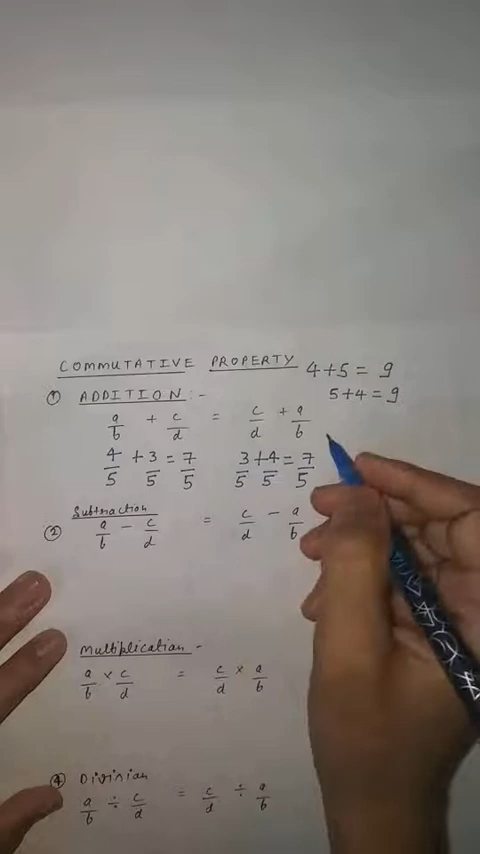 COMMUTATIVE PROPERTY 4+5 = 9
① ADDITION :- 5+4 = 9
a/b + c/d = c/d + a/b
4/5 + 3/5 = 7/5 3/5 + 4/5 = 7/5
Subtraction
② a/b - c/d = c/d - a/b
Multiplication -
a/b × c/d = c/d × a/b
④ Division
a/b ÷ c/d = c/d ÷ a/b